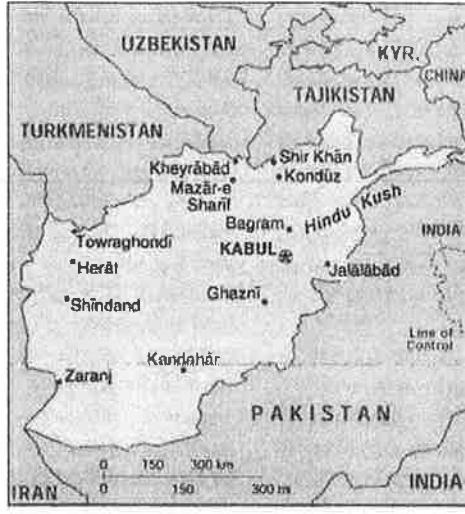 UZBEKISTAN
KYR.
CHINA
TAJIKISTAN
TURKMENISTAN
Kheyrābād
Shir Khān
Mazār-e
Sharīf
Kondūz
Hindu Kush
Bagram
Towraghondī
KABUL
INDIA
Herāt
Jalālābād
Shīndand
Ghaznī
Line of
Control
Kandahār
Zaranj
PAKISTAN
0 150 300 km
0 150 300 mi
IRAN
INDIA